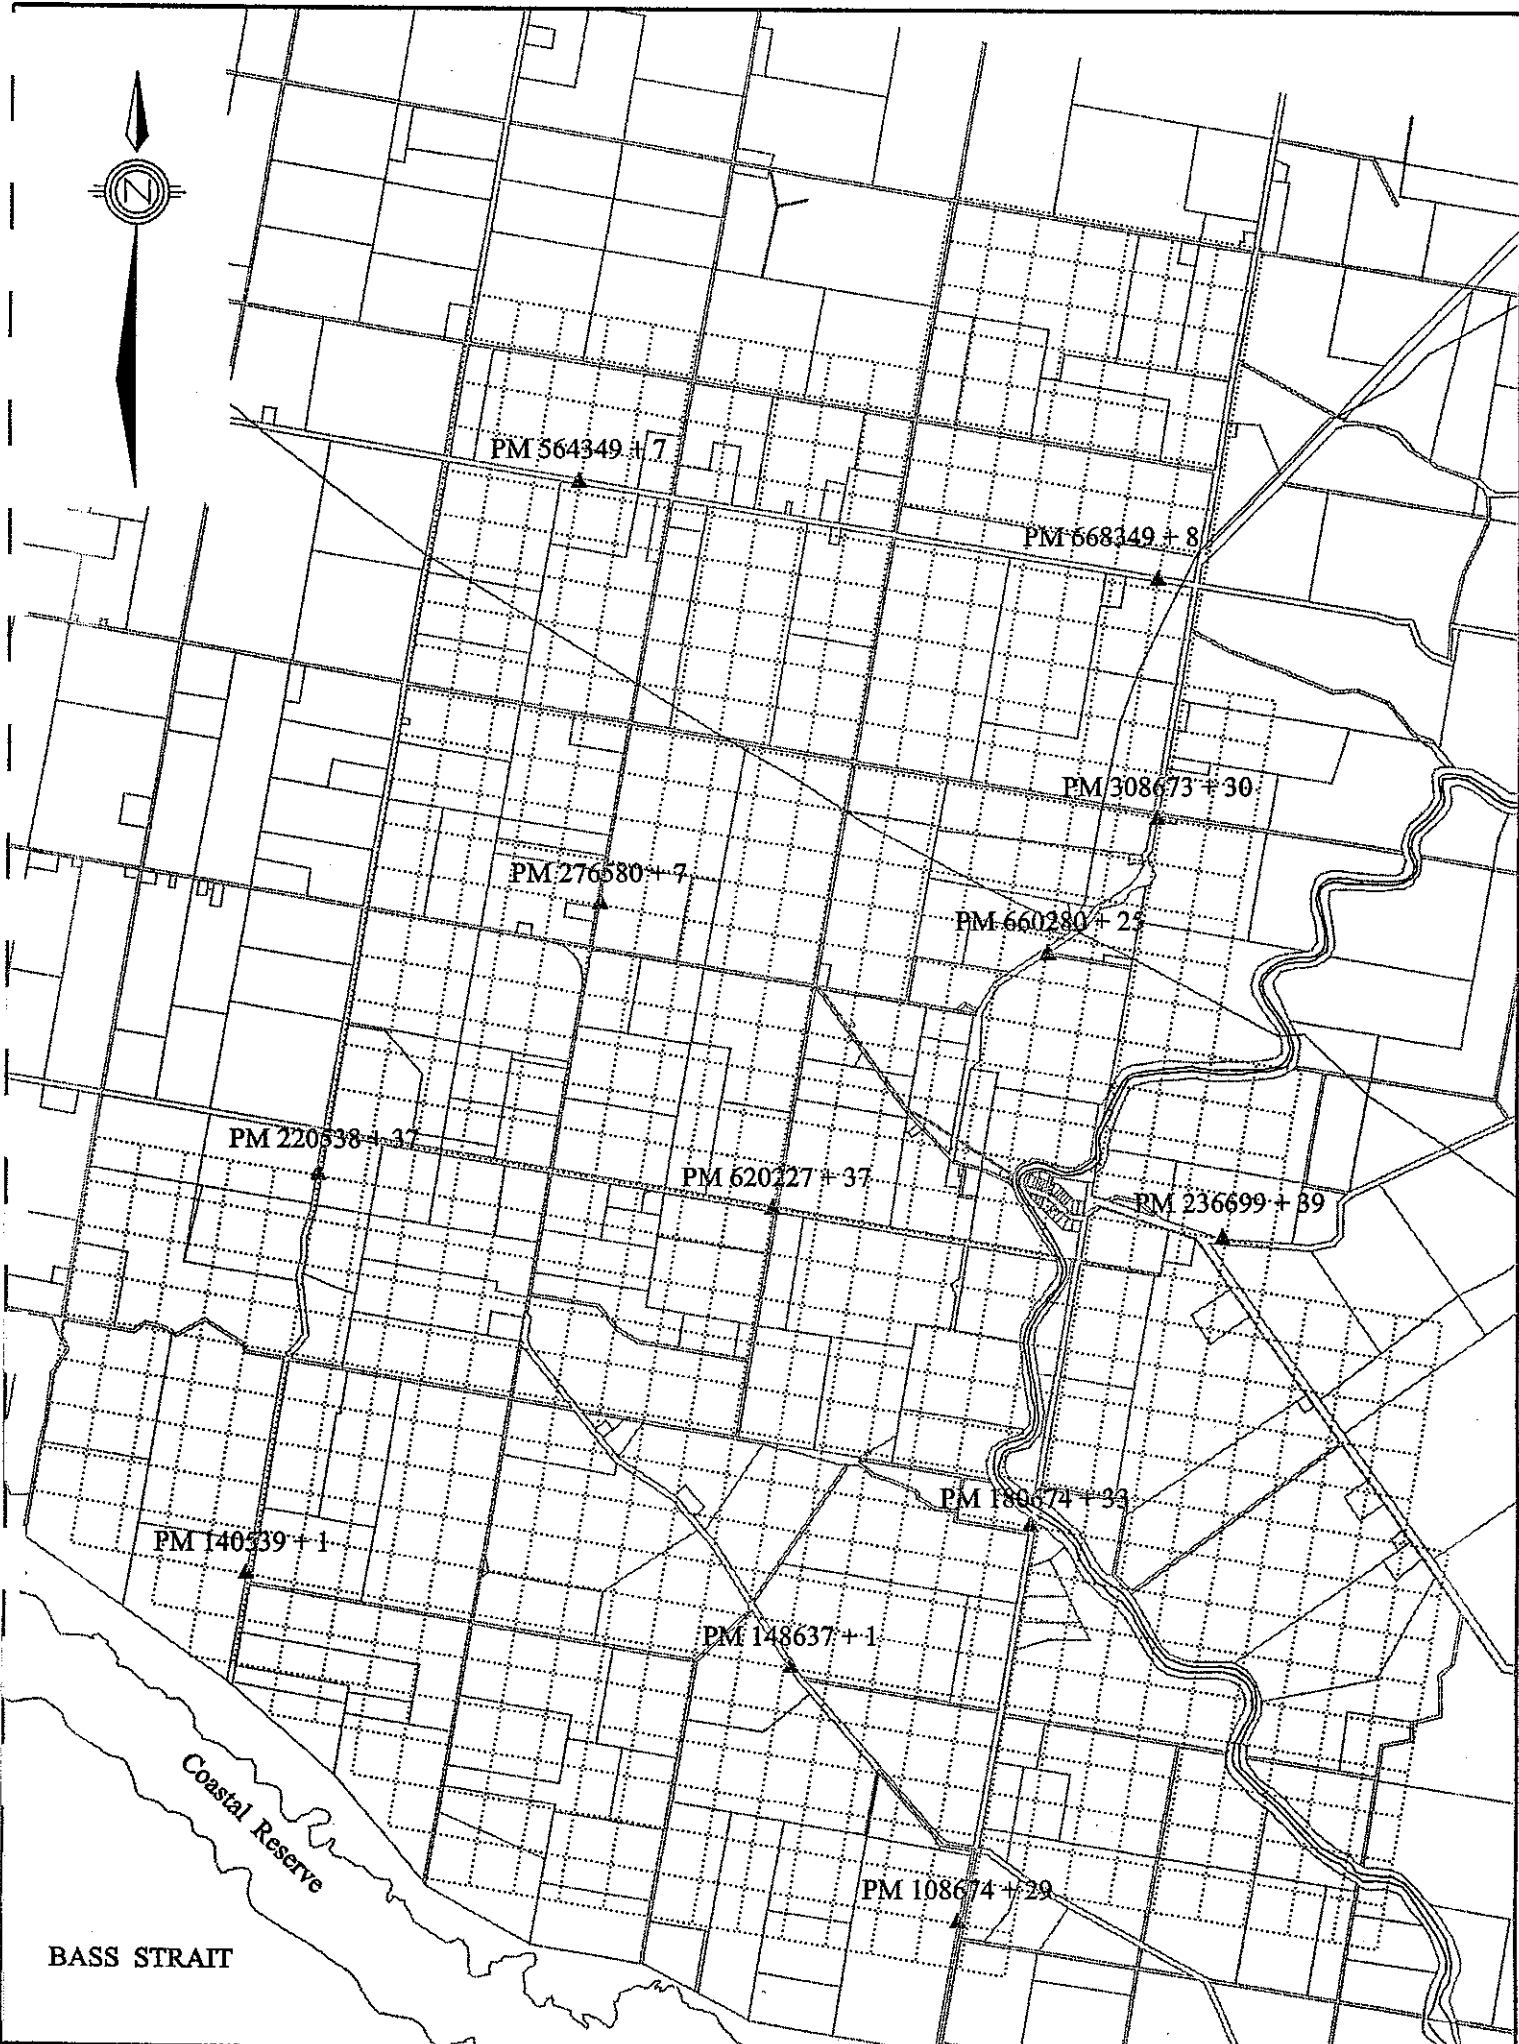 N
PM 564349 + 7
PM 668349 + 8
PM 308673 + 30
PM 276580 + 7
PM 660280 + 25
PM 220538 + 37
PM 620227 + 37
PM 236699 + 39
PM 180674 + 33
PM 140539 + 1
PM 148637 + 1
Coastal Reserve
PM 108674 + 29
BASS STRAIT